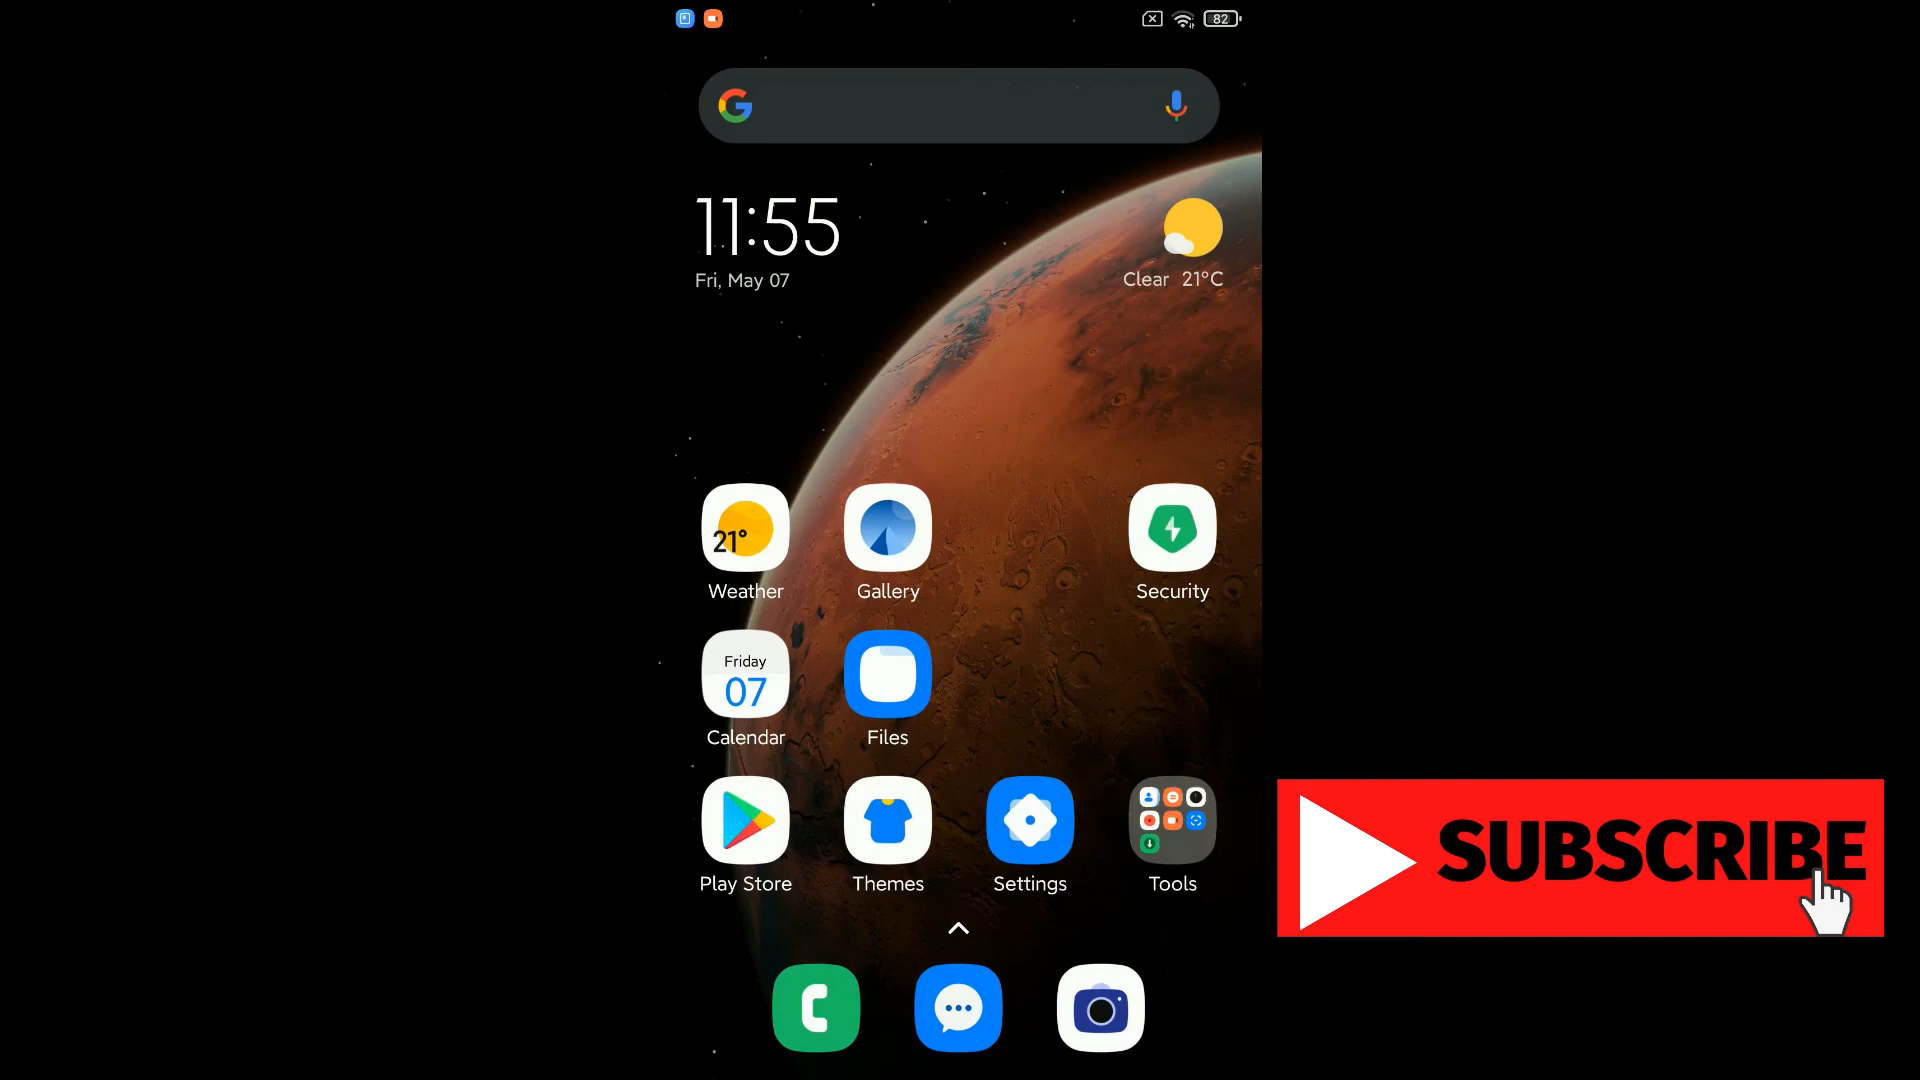 82
11:55
Fri, May 07
Clear 21°C
21°
Weather
Gallery
Security
Friday
07
Calendar
Files
Play Store
Themes
Settings
Tools
SUBSCRIBE